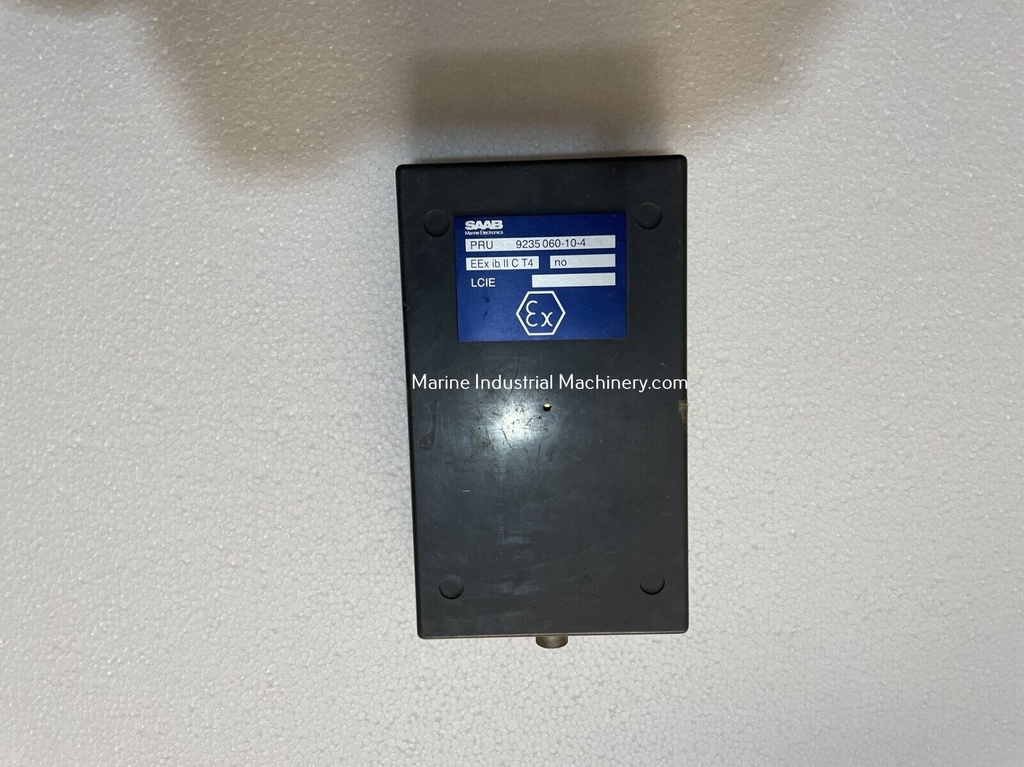 SAAB
Marine Electronics
PRU 9235 060-10-4
EEx ib II C T4 no
LCIE
Ex
Marine Industrial Machinery.com